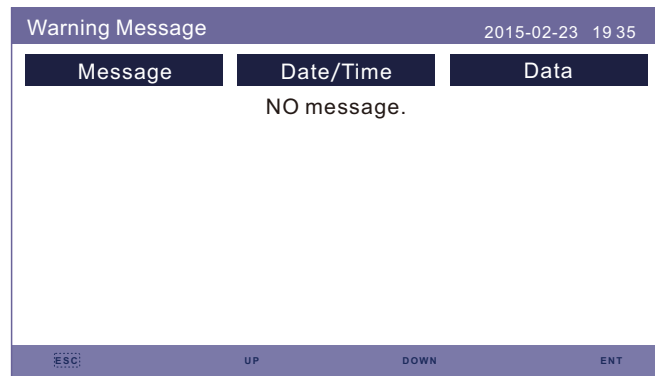 Warning Message 2015-02-23 19 35
Message Date/Time Data
NO message.
ESC UP DOWN ENT